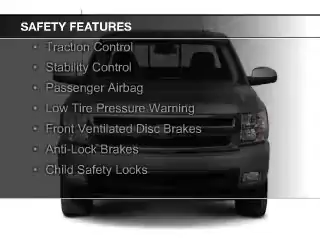 SAFETY FEATURES
• Traction Control
• Stability Control
• Passenger Airbag
• Low Tire Pressure Warning
• Front Ventilated Disc Brakes
• Anti-Lock Brakes
• Child Safety Locks